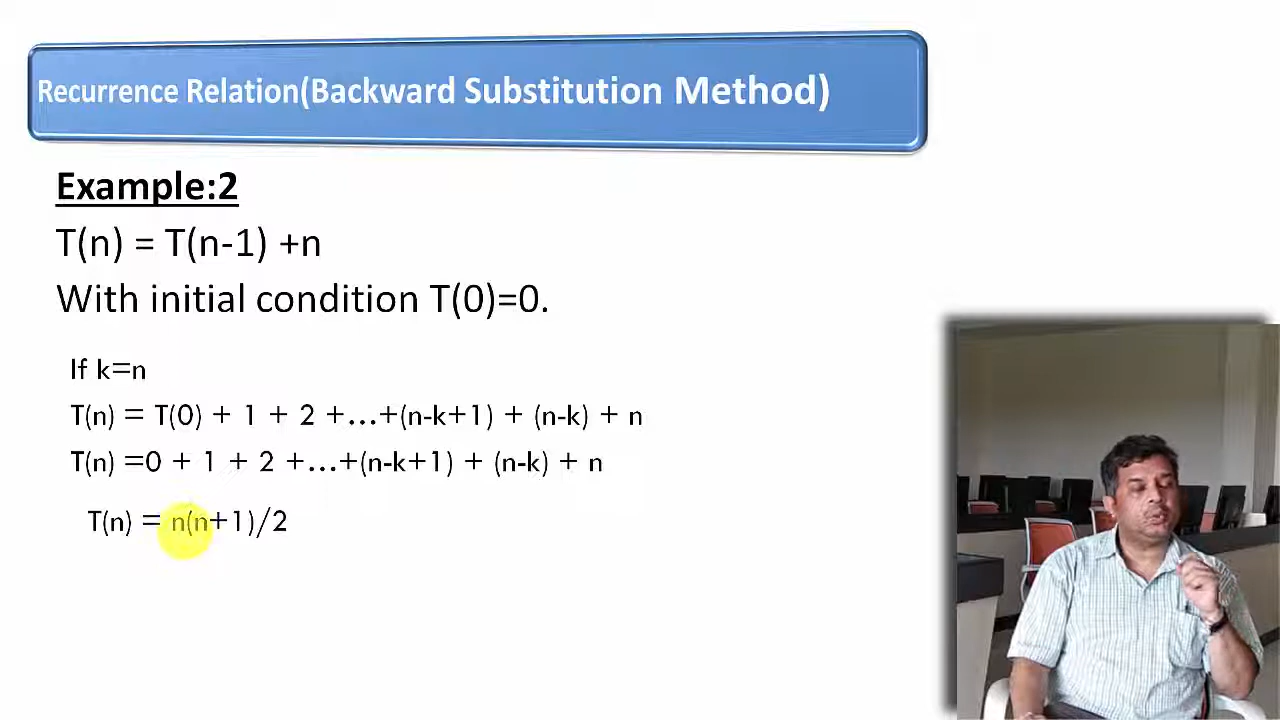 Recurrence Relation(Backward Substitution Method)
Example:2
T(n) = T(n-1) +n
With initial condition T(0)=0.
If k=n
T(n) = T(0) + 1 + 2 +...+(n-k+1) + (n-k) + n
T(n) =0 + 1 + 2 +...+(n-k+1) + (n-k) + n
T(n) = n(n+1)/2